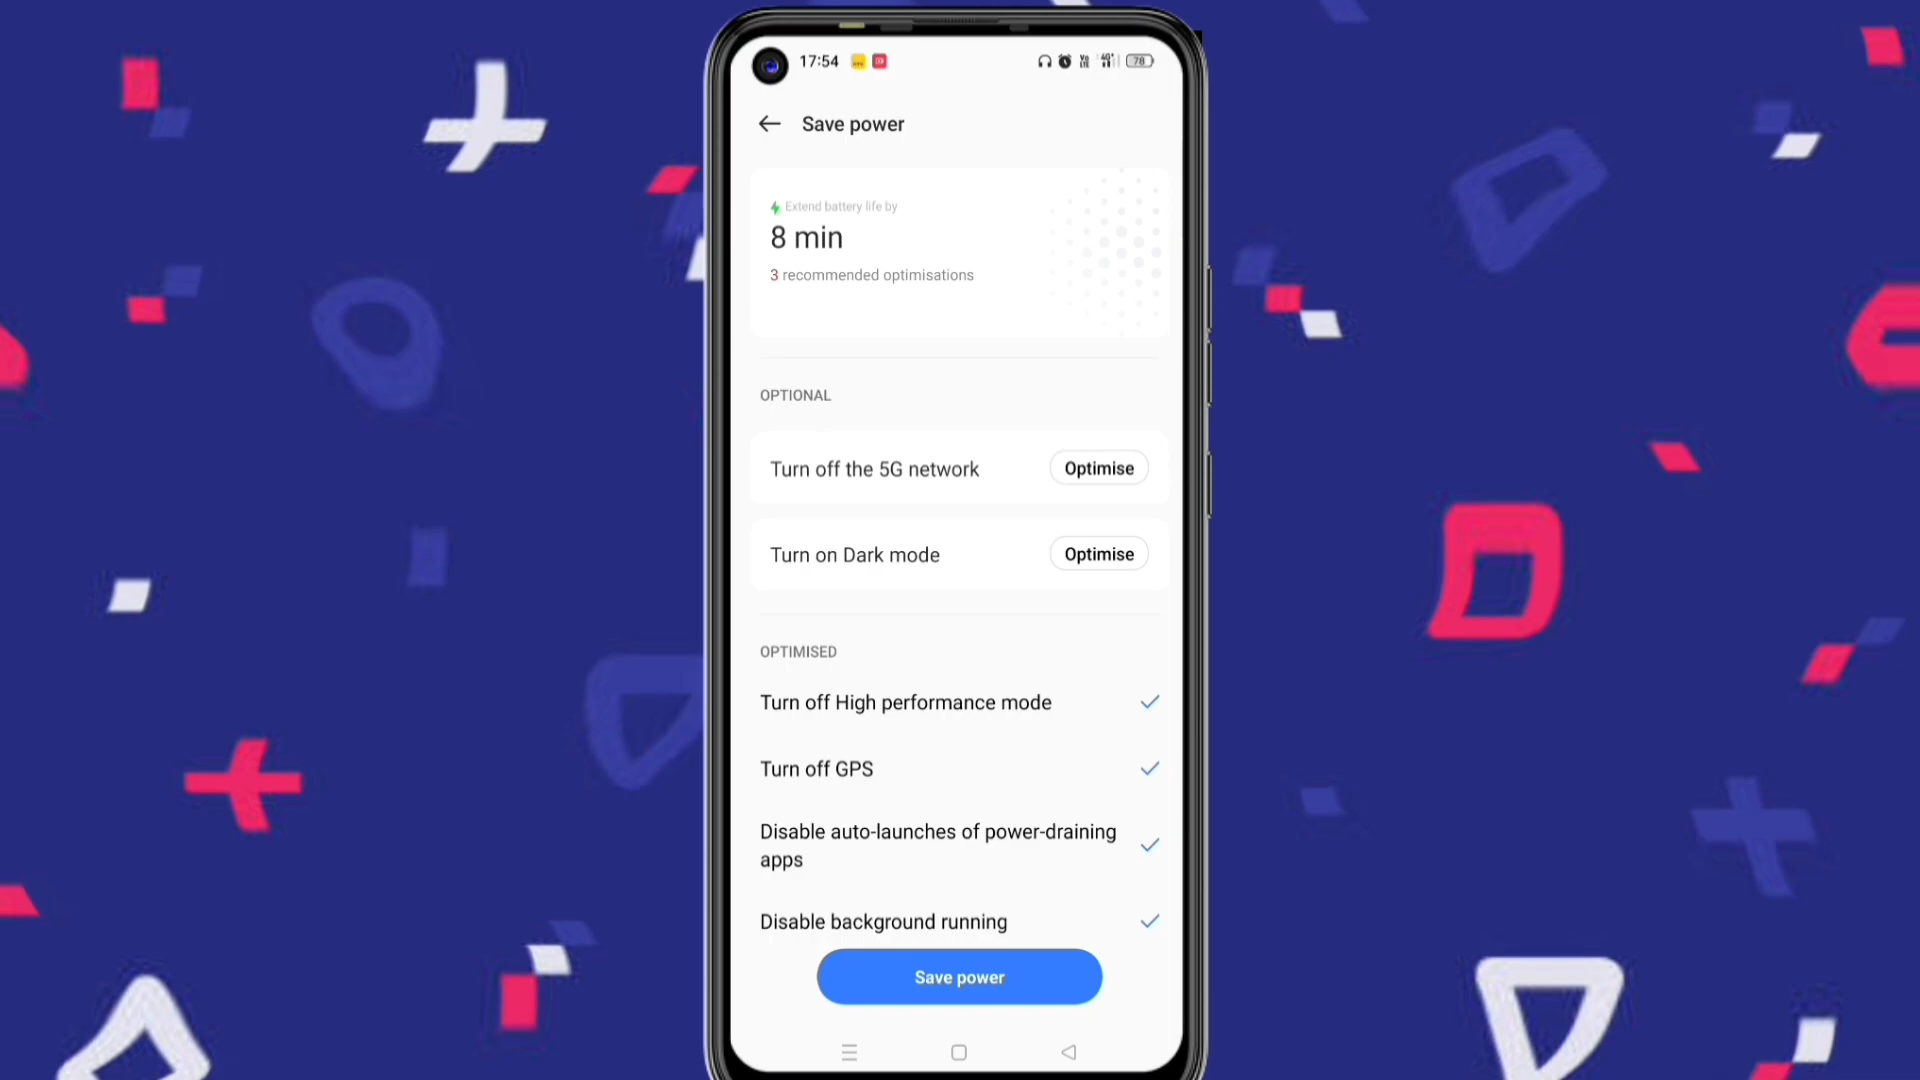 17:54
78
Save power
Extend battery life by
8 min
3 recommended optimisations
OPTIONAL
Turn off the 5G network
Optimise
Turn on Dark mode
Optimise
OPTIMISED
Turn off High performance mode
Turn off GPS
Disable auto-launches of power-draining
apps
Disable background running
Save power